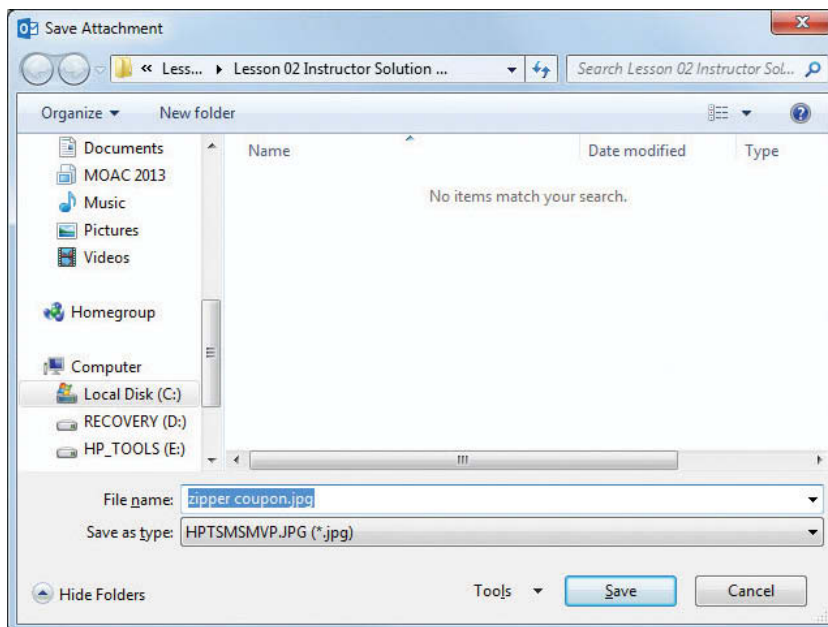 Save Attachment
« Less... ▸ Lesson 02 Instructor Solution ...
Search Lesson 02 Instructor Sol...
Organize
New folder
Documents
MOAC 2013
Music
Pictures
Videos
Homegroup
Computer
Local Disk (C:)
RECOVERY (D:)
HP_TOOLS (E:)
Name
Date modified
Type
No items match your search.
File name: zipper coupon.jpg
Save as type: HPTSMSMVP.JPG (*.jpg)
Hide Folders
Tools
Save
Cancel